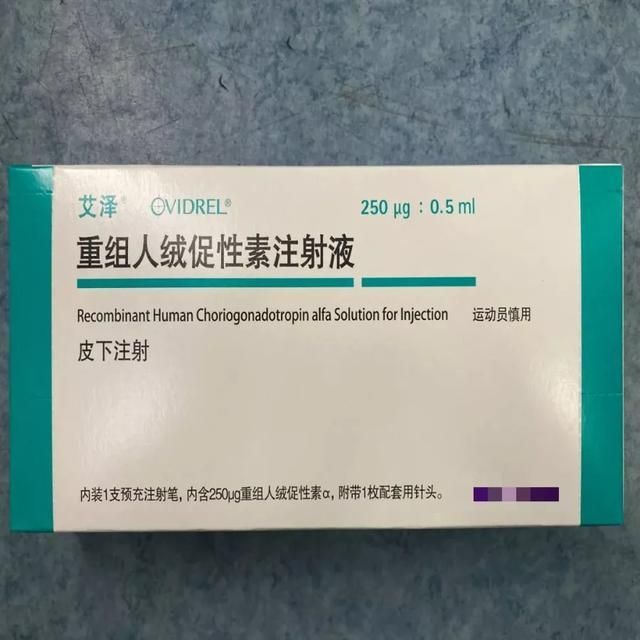 艾泽® OVIDREL® 250 µg : 0.5 ml
重组人绒促性素注射液
Recombinant Human Choriogonadotropin alfa Solution for Injection 运动员慎用
皮下注射
内装1支预充注射笔，内含250µg重组人绒促性素α，附带1枚配套用针头。